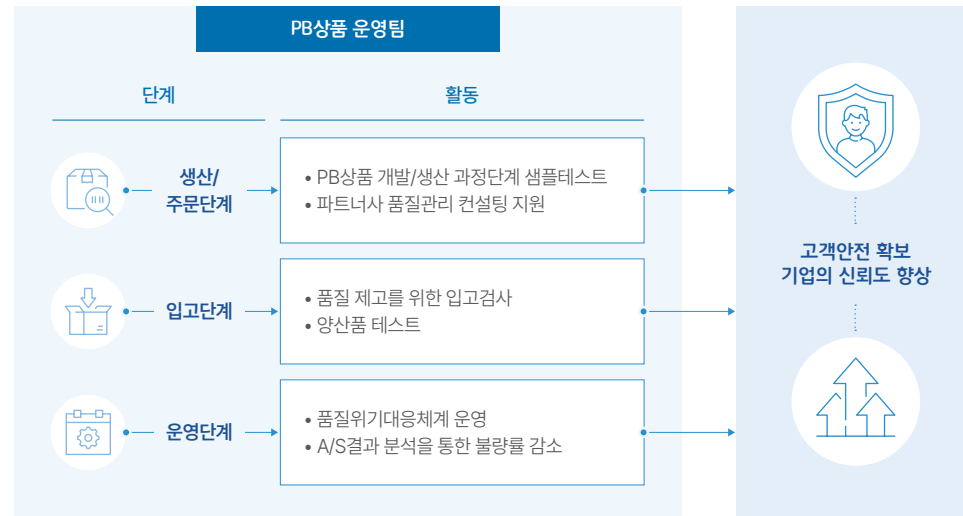 PB상품 운영팀
단계
활동
생산/
주문단계
• PB상품 개발/생산 과정단계 샘플테스트
• 파트너사 품질관리 컨설팅 지원
입고단계
• 품질 제고를 위한 입고검사
• 양산품 테스트
운영단계
• 품질위기대응체계 운영
• A/S결과 분석을 통한 불량률 감소
고객안전 확보
기업의 신뢰도 향상